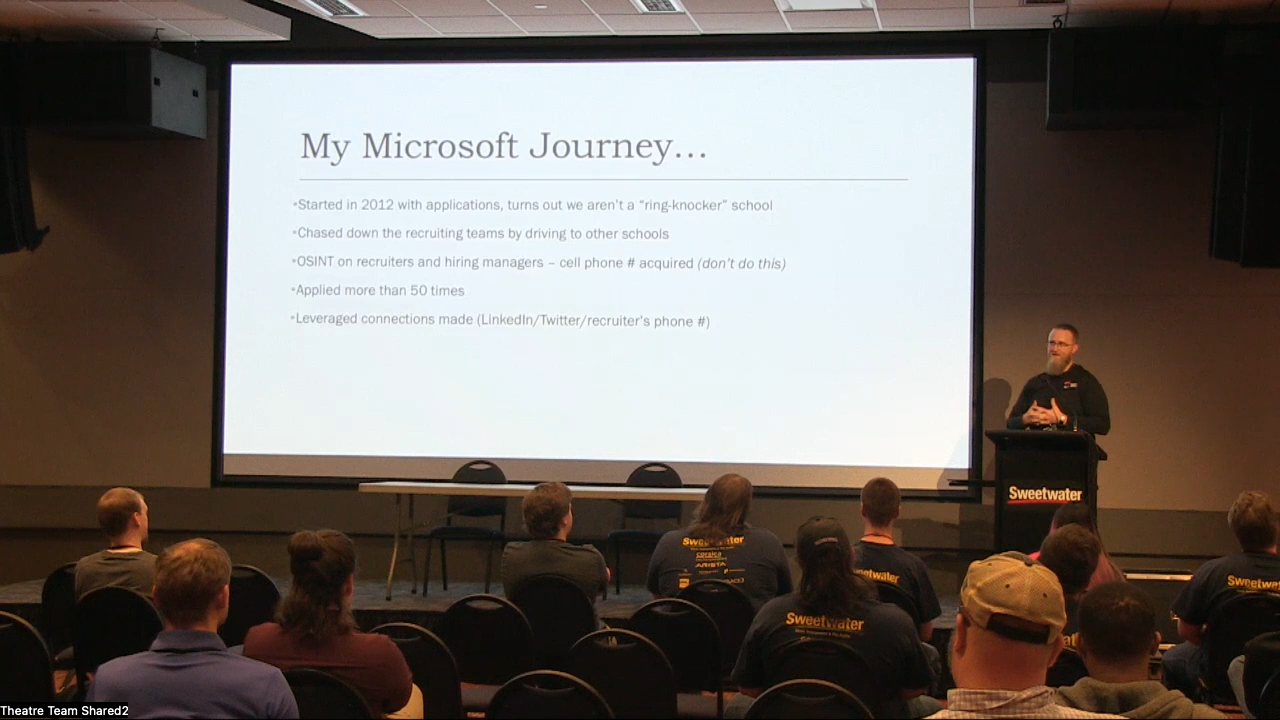 My Microsoft Journey...
•Started in 2012 with applications, turns out we aren't a “ring-knocker” school
•Chased down the recruiting teams by driving to other schools
•OSINT on recruiters and hiring managers – cell phone # acquired (don't do this)
•Applied more than 50 times
•Leveraged connections made (LinkedIn/Twitter/recruiter's phone #)
Sweetwater
Sweetwater
ARISTA
Sweetwater
Theatre Team Shared2